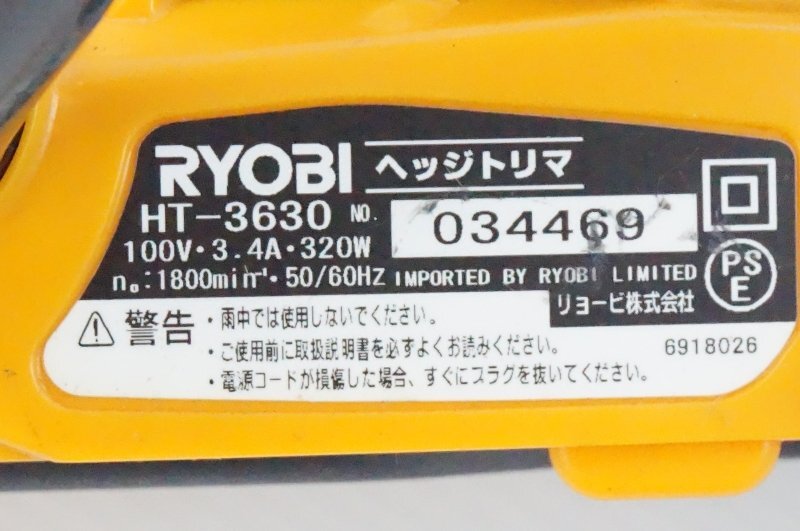 RYOBI ヘッジトリマ
HT-3630 NO. 034469
100V・3.4A・320W
n₀:1800min⁻¹・50/60Hz IMPORTED BY RYOBI LIMITED
リョービ株式会社
PS
E
警告 ・雨中では使用しないでください。
・ご使用前に取扱説明書を必ずよくお読みください。
・電源コードが損傷した場合、すぐにプラグを抜いてください。
6918026